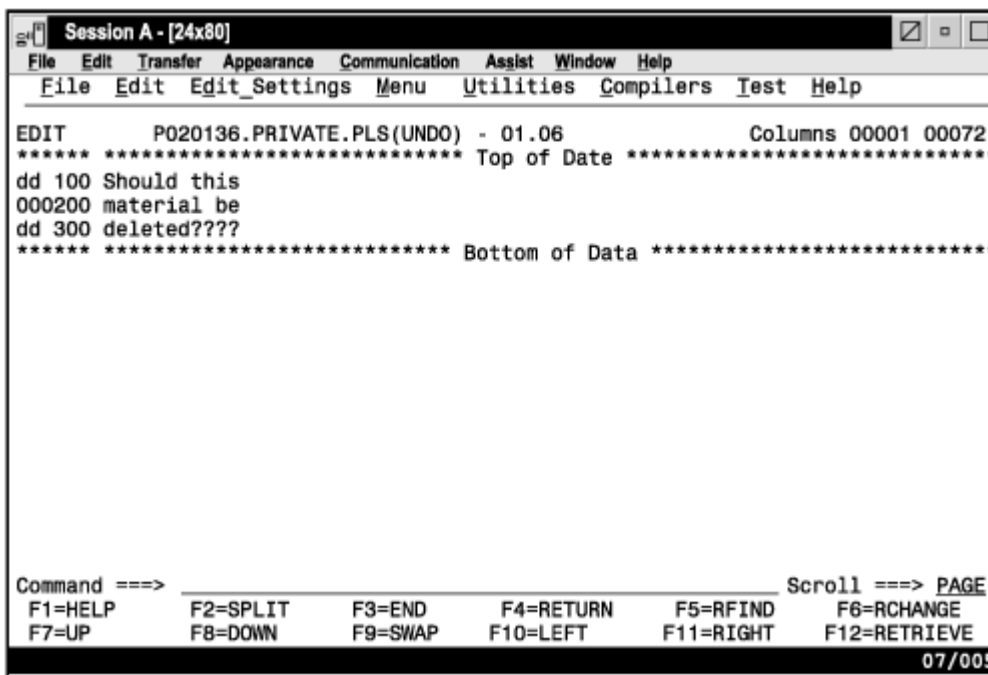 Session A - [24x80]
File Edit Transfer Appearance Communication Assist Window Help
File Edit Edit_Settings Menu Utilities Compilers Test Help
EDIT P020136.PRIVATE.PLS(UNDO) - 01.06 Columns 00001 00072
****** ***************************** Top of Date ******************************
dd 100 Should this
000200 material be
dd 300 deleted????
****** **************************** Bottom of Data ****************************
Command ===> Scroll ===> PAGE
F1=HELP F2=SPLIT F3=END F4=RETURN F5=RFIND F6=RCHANGE
F7=UP F8=DOWN F9=SWAP F10=LEFT F11=RIGHT F12=RETRIEVE
07/005